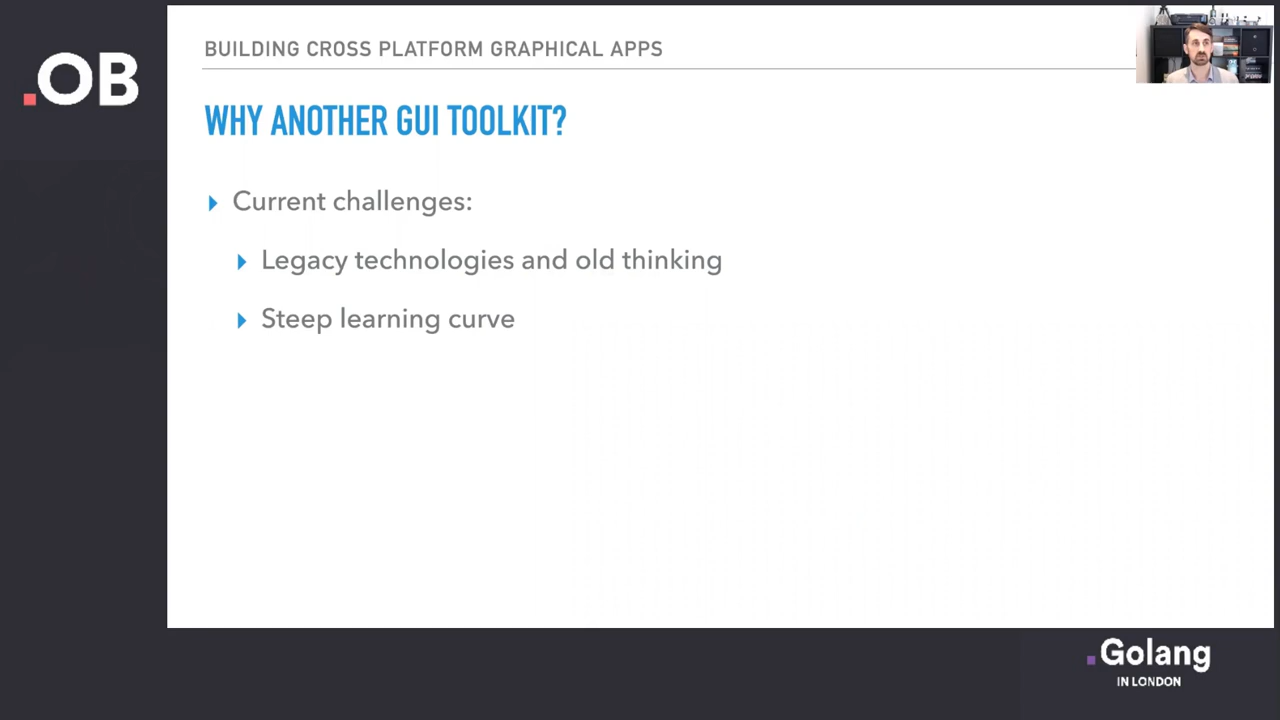 .OB
BUILDING CROSS PLATFORM GRAPHICAL APPS
WHY ANOTHER GUI TOOLKIT?
Current challenges:
Legacy technologies and old thinking
Steep learning curve
.Golang
IN LONDON